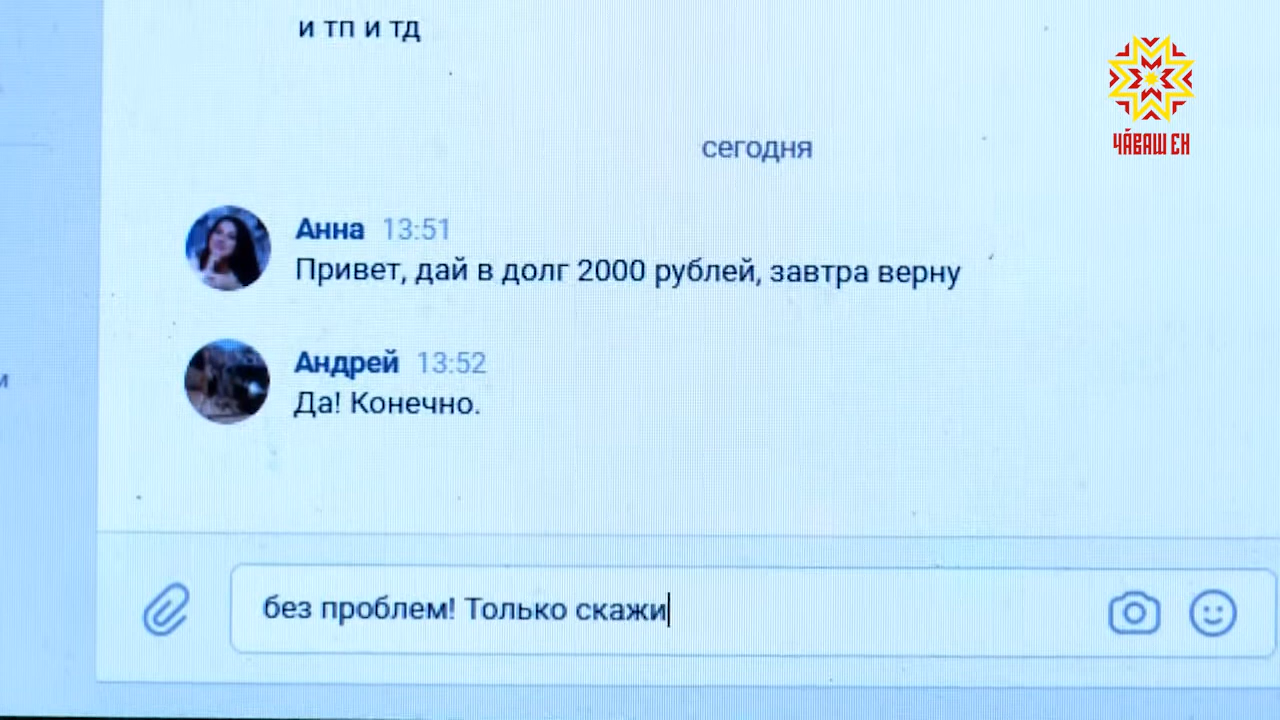 и тп и тд
ЧӐВАШ ЕН
сегодня
Анна 13:51
Привет, дай в долг 2000 рублей, завтра верну
Андрей 13:52
Да! Конечно.
без проблем! Только скажи